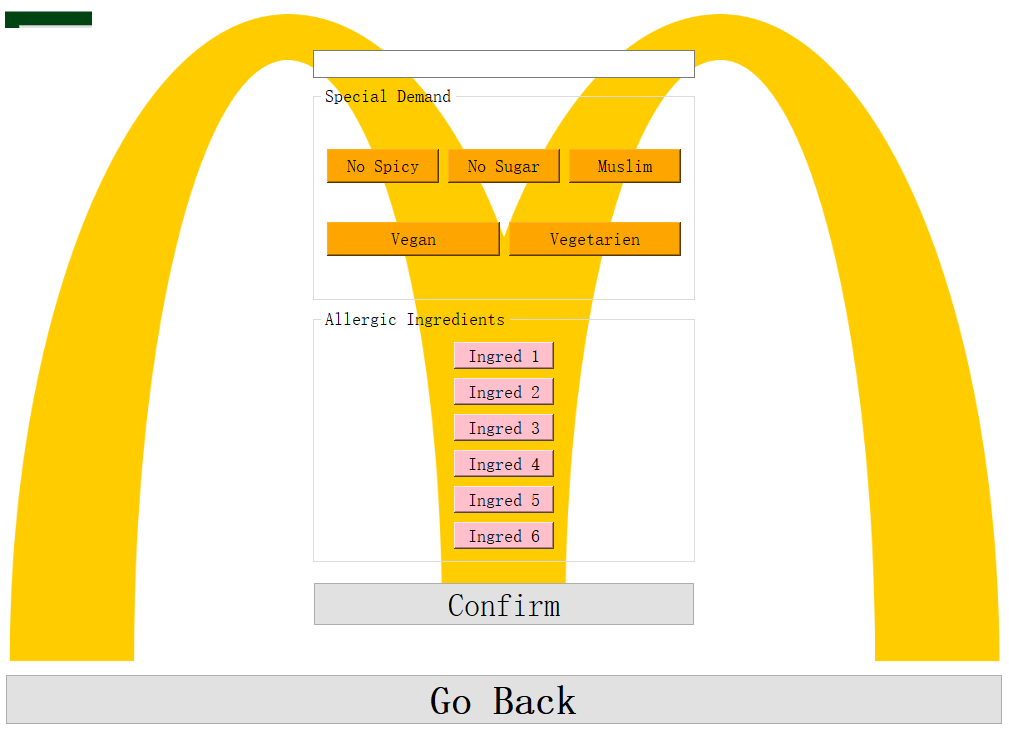 Special Demand
No Spicy No Sugar Muslim
Vegan Vegetarien
Allergic Ingredients
Ingred 1
Ingred 2
Ingred 3
Ingred 4
Ingred 5
Ingred 6
Confirm
Go Back